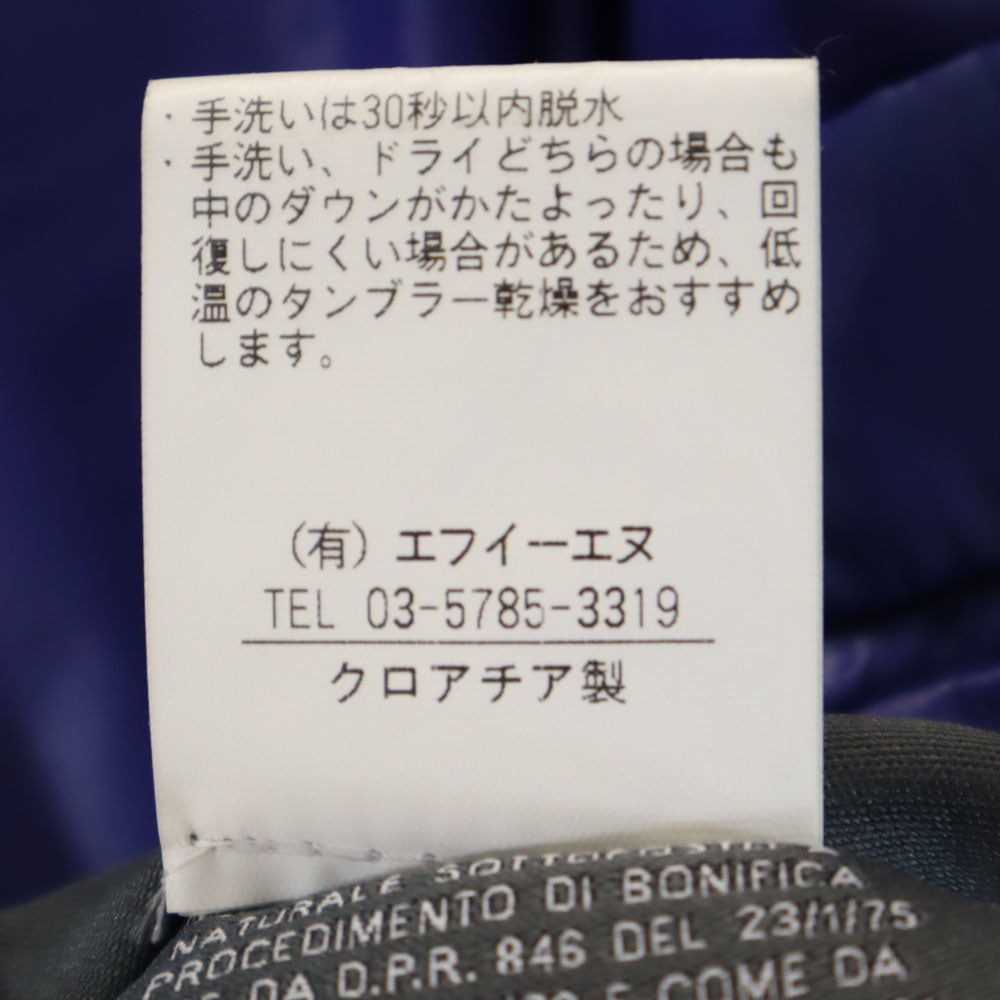 ・手洗いは30秒以内脱水
・手洗い、ドライどちらの場合も
中のダウンがかたよったり、回
復しにくい場合があるため、低
温のタンブラー乾燥をおすすめ
します。
(有) エフイーエヌ
TEL 03-5785-3319
クロアチア製
NATURALE SOTTOPOSTO
PROCEDIMENTO DI BONIFICA
DA D.P.R. 846 DEL 23/1/75
E COME DA